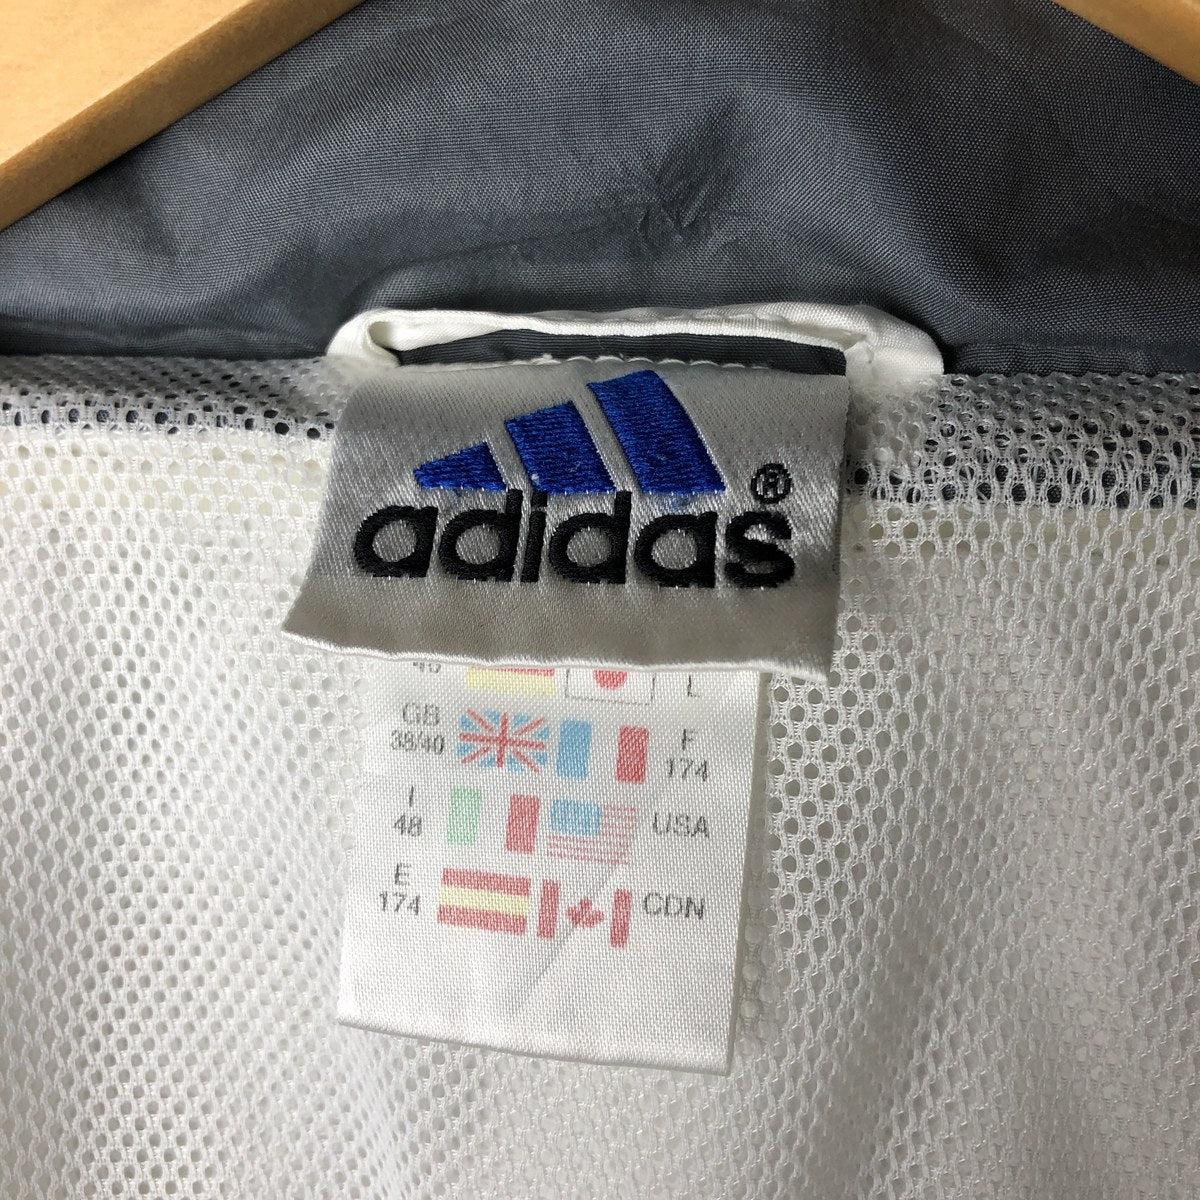 adidas®
L
GB
38/40
F
174
I
48
USA
E
174
CDN